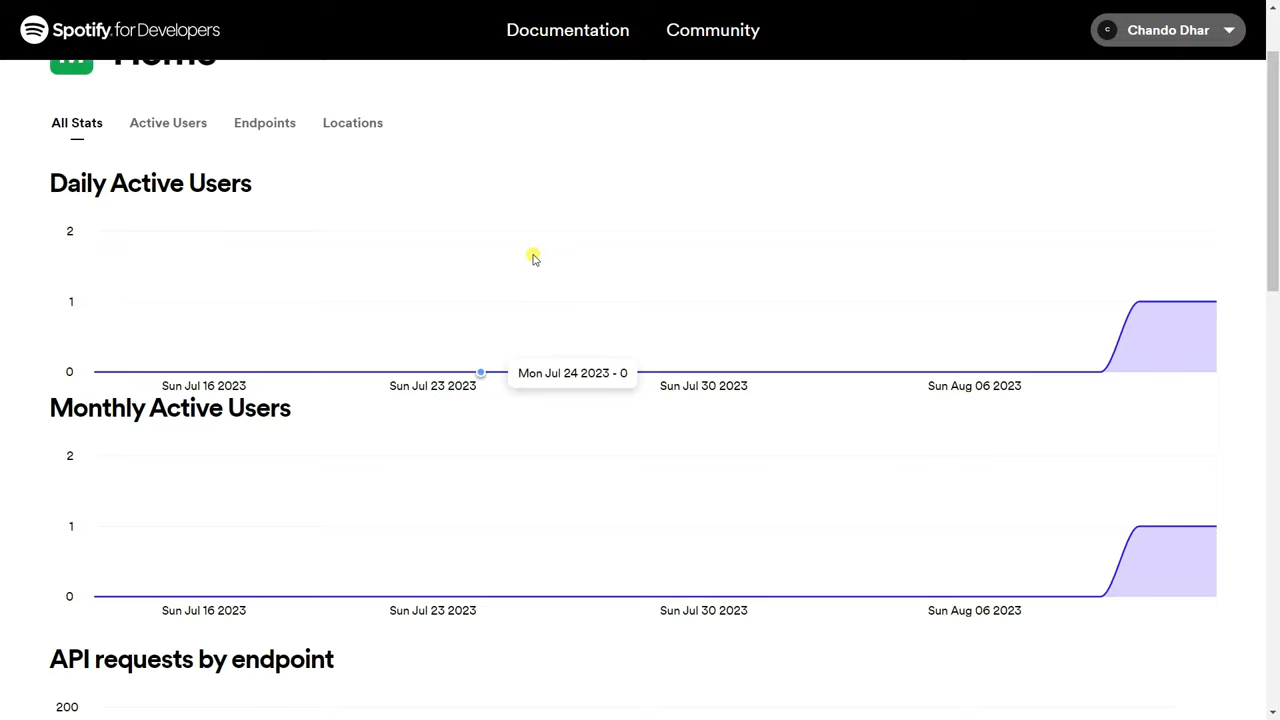 Spotify for Developers
Documentation
Community
C
Chando Dhar
Home
All Stats
Active Users
Endpoints
Locations
Daily Active Users
2
1
0
Mon Jul 24 2023 - 0
Sun Jul 16 2023
Sun Jul 23 2023
Sun Jul 30 2023
Sun Aug 06 2023
Monthly Active Users
2
1
0
Sun Jul 16 2023
Sun Jul 23 2023
Sun Jul 30 2023
Sun Aug 06 2023
API requests by endpoint
200